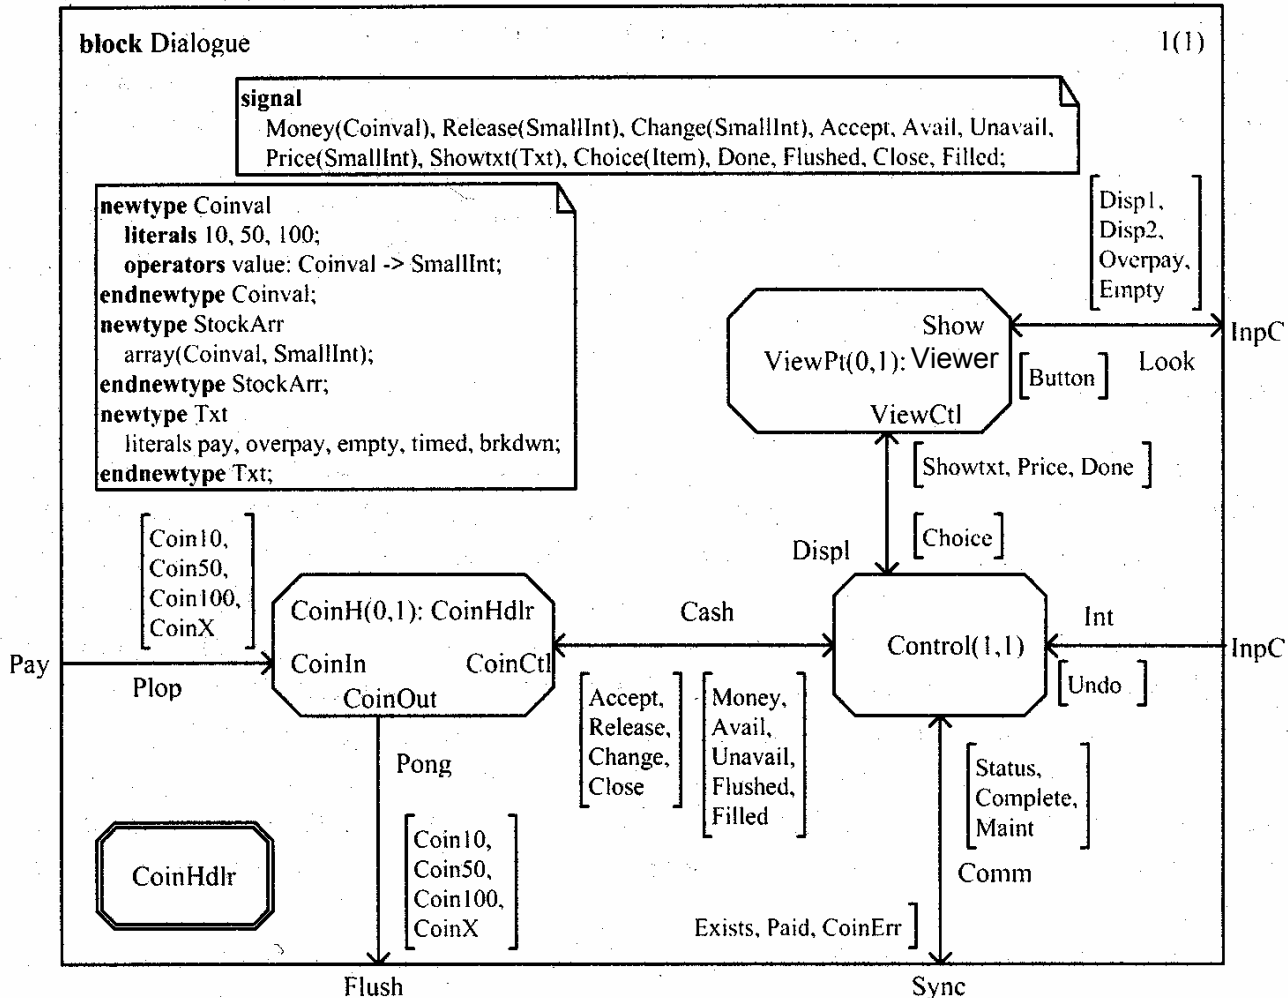 block Dialogue
1(1)
signal
Money(Coinval), Release(SmallInt), Change(SmallInt), Accept, Avail, Unavail,
Price(SmallInt), Showtxt(Txt), Choice(Item), Done, Flushed, Close, Filled;
newtype Coinval
literals 10, 50, 100;
operators value: Coinval -> SmallInt;
endnewtype Coinval;
newtype StockArr
array(Coinval, SmallInt);
endnewtype StockArr;
newtype Txt
literals pay, overpay, empty, timed, brkdwn;
endnewtype Txt;
[Disp1,
Disp2,
Overpay,
Empty]
Show
ViewPt(0,1): Viewer
ViewCtl
InpC
Look
[Button]
[Showtxt, Price, Done]
[Choice]
Displ
[Coin10,
Coin50,
Coin100,
CoinX]
Pay
Plop
CoinH(0,1): CoinHdlr
CoinIn
CoinCtl
CoinOut
Cash
[Accept,
Release,
Change,
Close]
[Money,
Avail,
Unavail,
Flushed,
Filled]
Control(1,1)
Int
InpC
[Undo]
Pong
[Coin10,
Coin50,
Coin100,
CoinX]
[Status,
Complete,
Maint]
Comm
Exists, Paid, CoinErr]
CoinHdlr
Flush
Sync